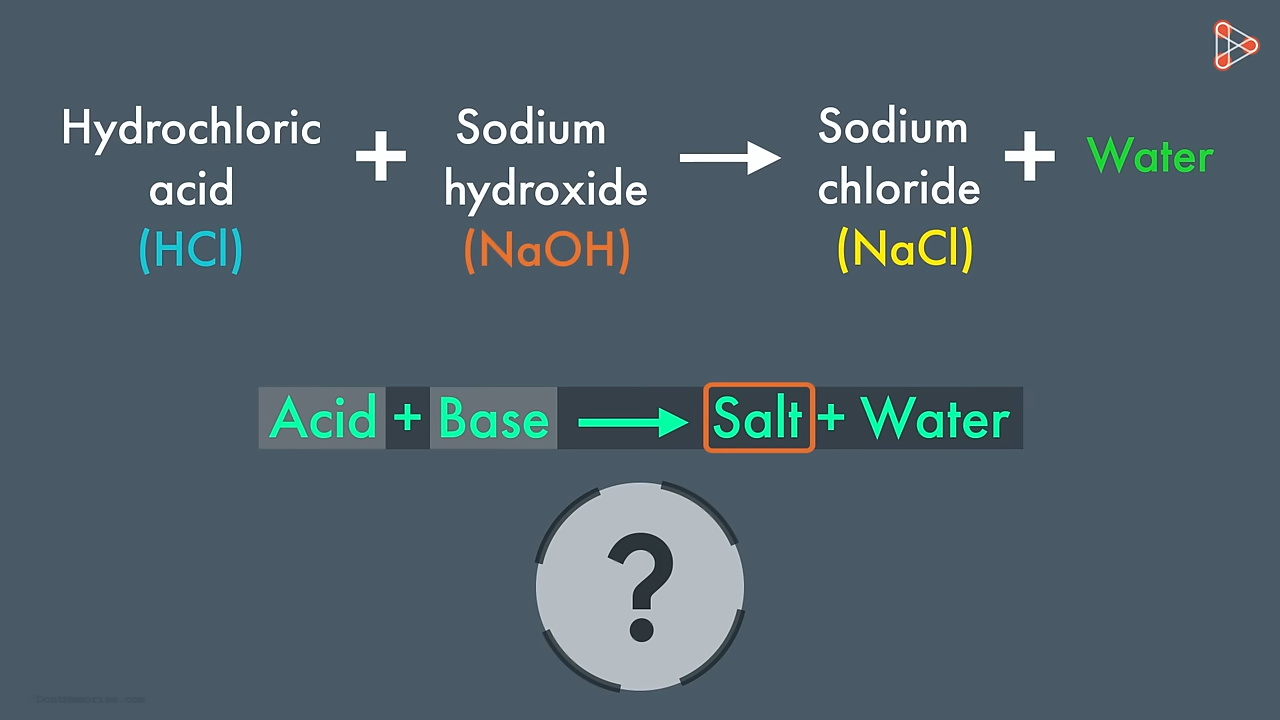 Hydrochloric acid (HCl) + Sodium hydroxide (NaOH) → Sodium chloride (NaCl) + Water
Acid + Base → Salt + Water
?